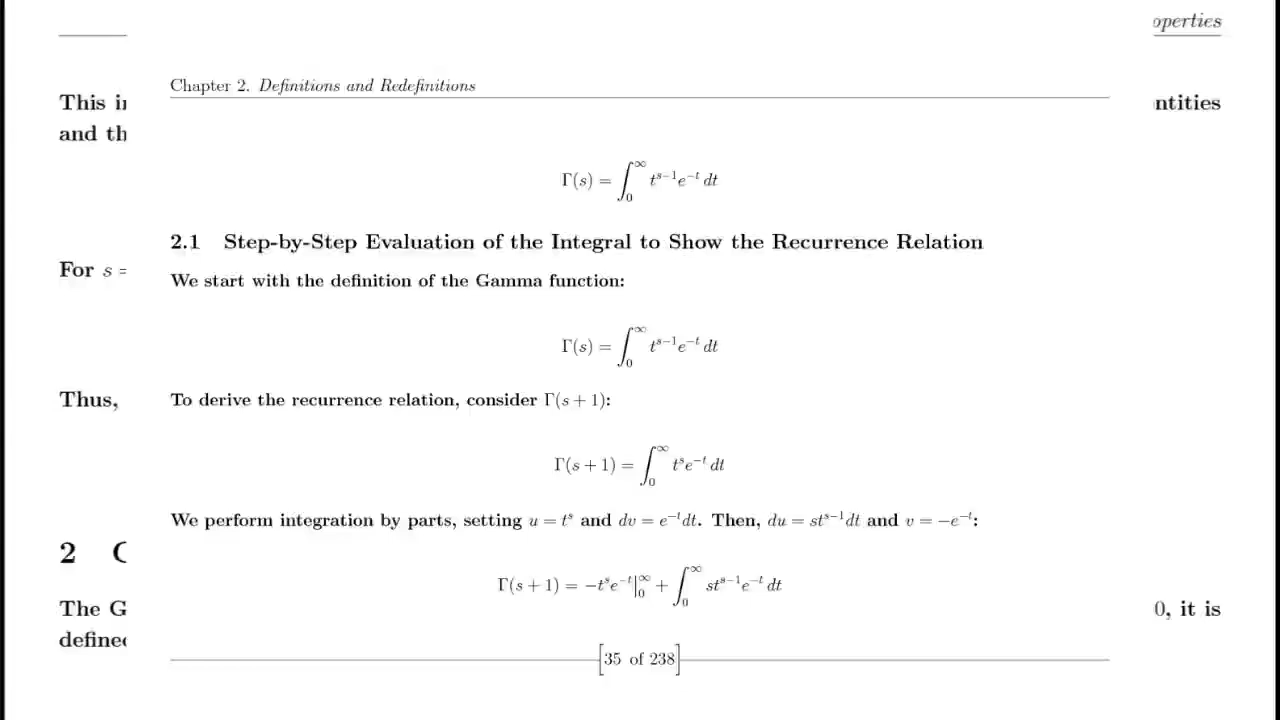 operties
Chapter 2. Definitions and Redefinitions
This in
ntities
and th
Γ(s) = ∫₀^∞ t^{s−1}e^{−t} dt
2.1 Step-by-Step Evaluation of the Integral to Show the Recurrence Relation
For s =
We start with the definition of the Gamma function:
Γ(s) = ∫₀^∞ t^{s−1}e^{−t} dt
Thus,
To derive the recurrence relation, consider Γ(s + 1):
Γ(s + 1) = ∫₀^∞ t^s e^{−t} dt
We perform integration by parts, setting u = t^s and dv = e^{−t}dt. Then, du = st^{s−1}dt and v = −e^{−t}:
2
Γ(s + 1) = −t^s e^{−t}|₀^∞ + ∫₀^∞ st^{s−1}e^{−t} dt
The G
0, it is
defined
[35 of 238]